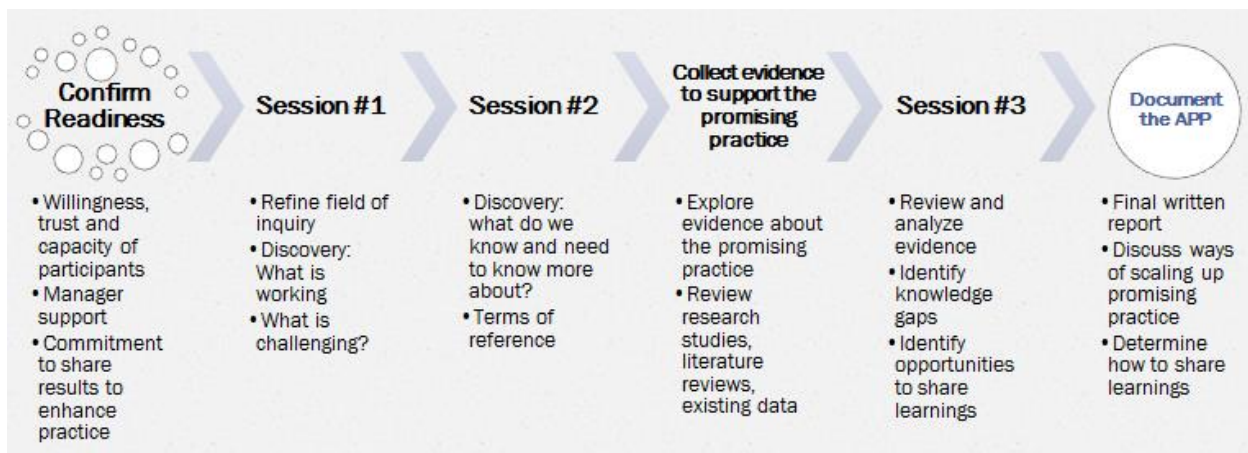 Confirm
Readiness
Session #1
Session #2
Collect evidence
to support the
promising
practice
Session #3
Document
the APP
• Willingness,
trust and
capacity of
participants
• Manager
support
• Commitment
to share
results to
enhance
practice
• Refine field of
inquiry
• Discovery:
What is
working
• What is
challenging?
• Discovery:
what do we
know and need
to know more
about?
• Terms of
reference
• Explore
evidence about
the promising
practice
• Review
research
studies,
literature
reviews,
existing data
• Review and
analyze
evidence
• Identify
knowledge
gaps
• Identify
opportunities
to share
learnings
• Final written
report
• Discuss ways
of scaling up
promising
practice
• Determine
how to share
learnings